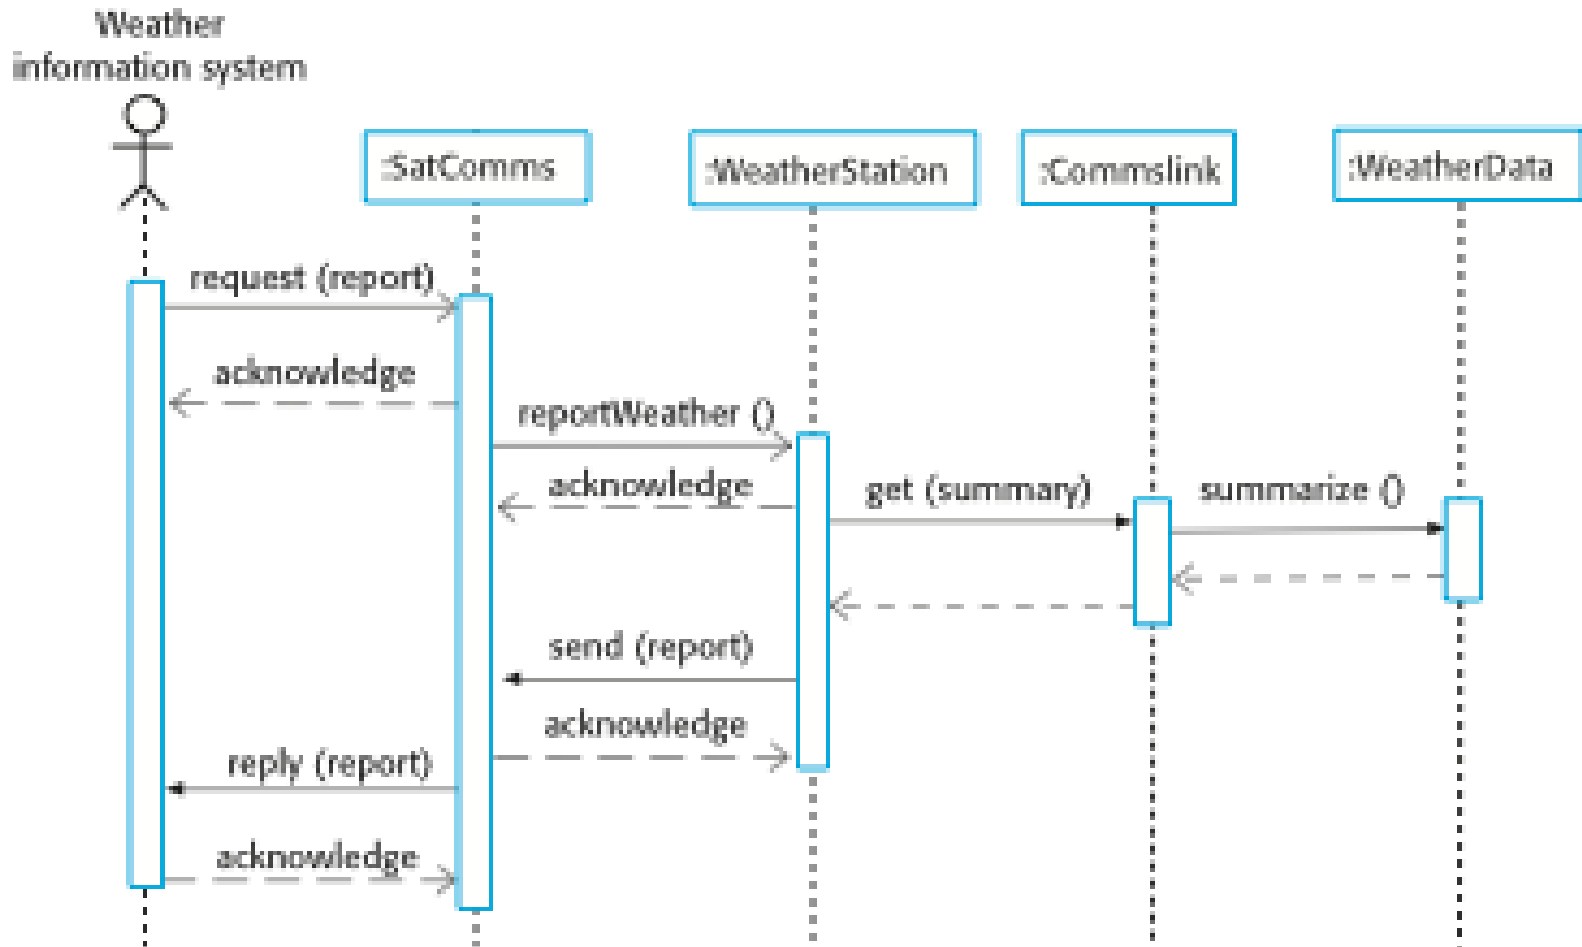 Weather
information system
:SatComms
:WeatherStation
:Commslink
:WeatherData
request (report)
acknowledge
reportWeather ()
acknowledge
get (summary)
summarize ()
send (report)
acknowledge
reply (report)
acknowledge